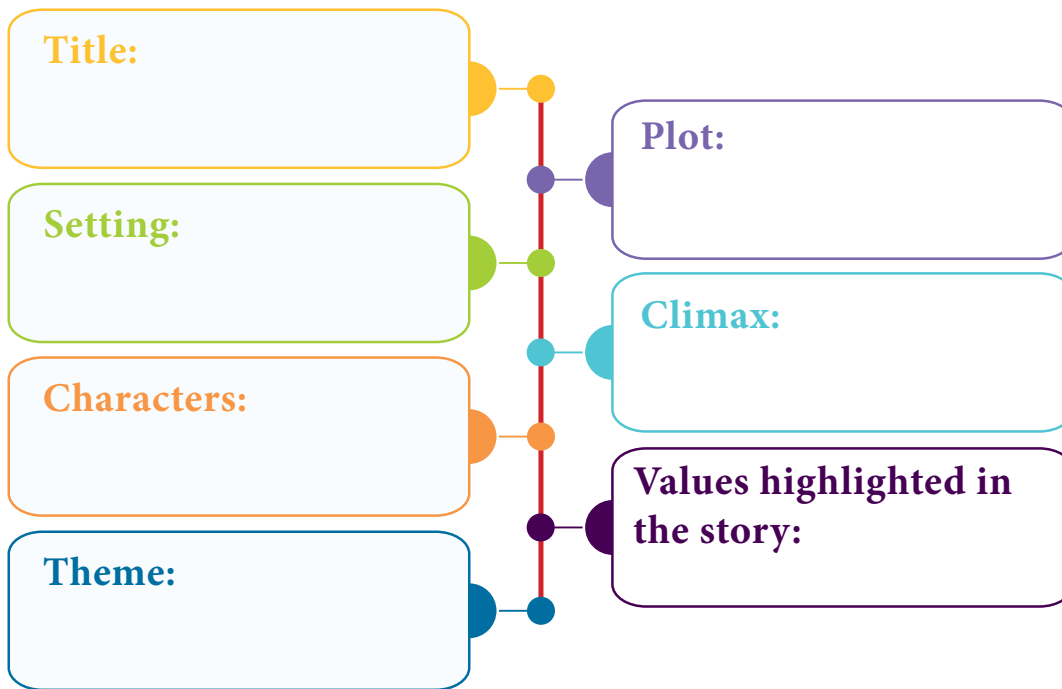 Title:
Plot:
Setting:
Climax:
Characters:
Values highlighted in
the story:
Theme: